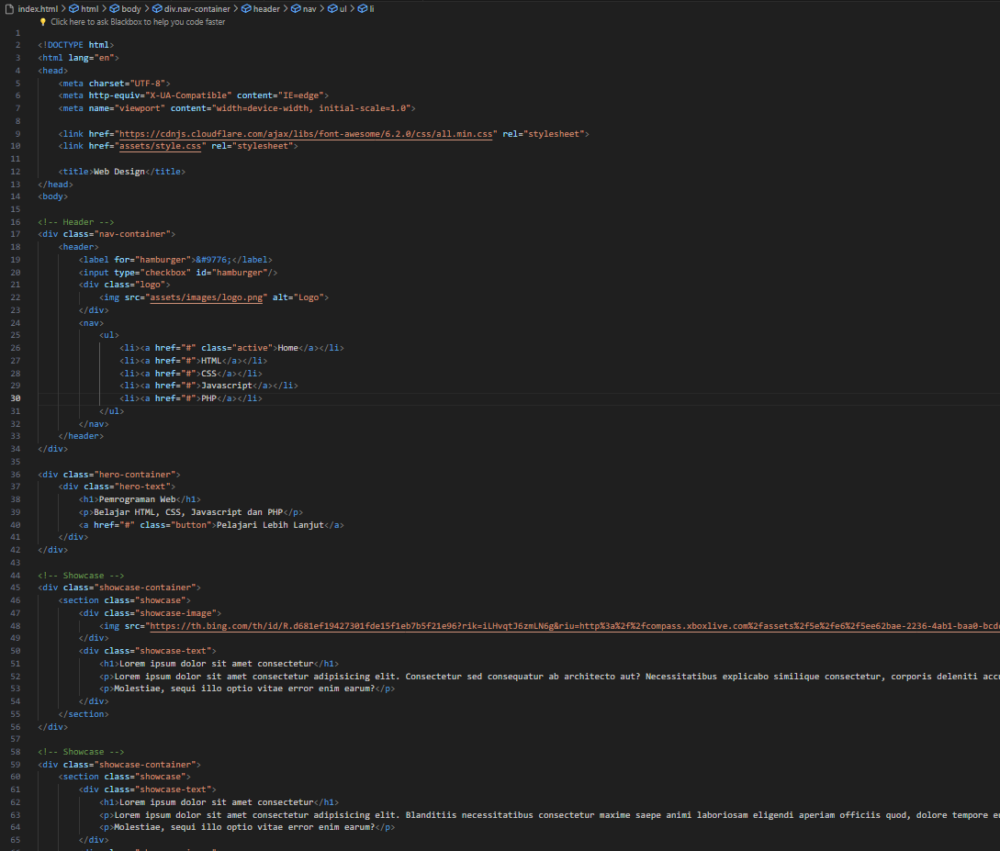 index.html > html > body > div.nav-container > header > nav > ul > li
Click here to ask Blackbox to help you code faster
1
2 <!DOCTYPE html>
3 <html lang="en">
4 <head>
5 <meta charset="UTF-8">
6 <meta http-equiv="X-UA-Compatible" content="IE=edge">
7 <meta name="viewport" content="width=device-width, initial-scale=1.0">
8
9 <link href="https://cdnjs.cloudflare.com/ajax/libs/font-awesome/6.2.0/css/all.min.css" rel="stylesheet">
10 <link href="assets/style.css" rel="stylesheet">
11
12 <title>Web Design</title>
13 </head>
14 <body>
15
16 <!-- Header -->
17 <div class="nav-container">
18 <header>
19 <label for="hamburger">&#9776;</label>
20 <input type="checkbox" id="hamburger"/>
21 <div class="logo">
22 <img src="assets/images/logo.png" alt="Logo">
23 </div>
24 <nav>
25 <ul>
26 <li><a href="#" class="active">Home</a></li>
27 <li><a href="#">HTML</a></li>
28 <li><a href="#">CSS</a></li>
29 <li><a href="#">Javascript</a></li>
30 <li><a href="#">PHP</a></li>
31 </ul>
32 </nav>
33 </header>
34 </div>
35
36 <div class="hero-container">
37 <div class="hero-text">
38 <h1>Pemrograman Web</h1>
39 <p>Belajar HTML, CSS, Javascript dan PHP</p>
40 <a href="#" class="button">Pelajari Lebih Lanjut</a>
41 </div>
42 </div>
43
44 <!-- Showcase -->
45 <div class="showcase-container">
46 <section class="showcase">
47 <div class="showcase-image">
48 <img src="https://th.bing.com/th/id/R.d681ef19427301fde15f1eb7b5f21e96?rik=iLHvqtJ6zmLN6g&riu=http%3a%2f%2fcompass.xboxlive.com%2fassets%2f5e%2fe6%2f5ee62bae-2236-4ab1-baa0-bcd
49 </div>
50 <div class="showcase-text">
51 <h1>Lorem ipsum dolor sit amet consectetur</h1>
52 <p>Lorem ipsum dolor sit amet consectetur adipisicing elit. Consectetur sed consequatur ab architecto aut? Necessitatibus explicabo similique consectetur, corporis deleniti acc
53 <p>Molestiae, sequi illo optio vitae error enim earum?</p>
54 </div>
55 </section>
56 </div>
57
58 <!-- Showcase -->
59 <div class="showcase-container">
60 <section class="showcase">
61 <div class="showcase-text">
62 <h1>Lorem ipsum dolor sit amet consectetur</h1>
63 <p>Lorem ipsum dolor sit amet consectetur adipisicing elit. Blanditiis necessitatibus consectetur maxime saepe animi laboriosam eligendi aperiam officiis quod, dolore tempore e
64 <p>Molestiae, sequi illo optio vitae error enim earum?</p>
65 </div>